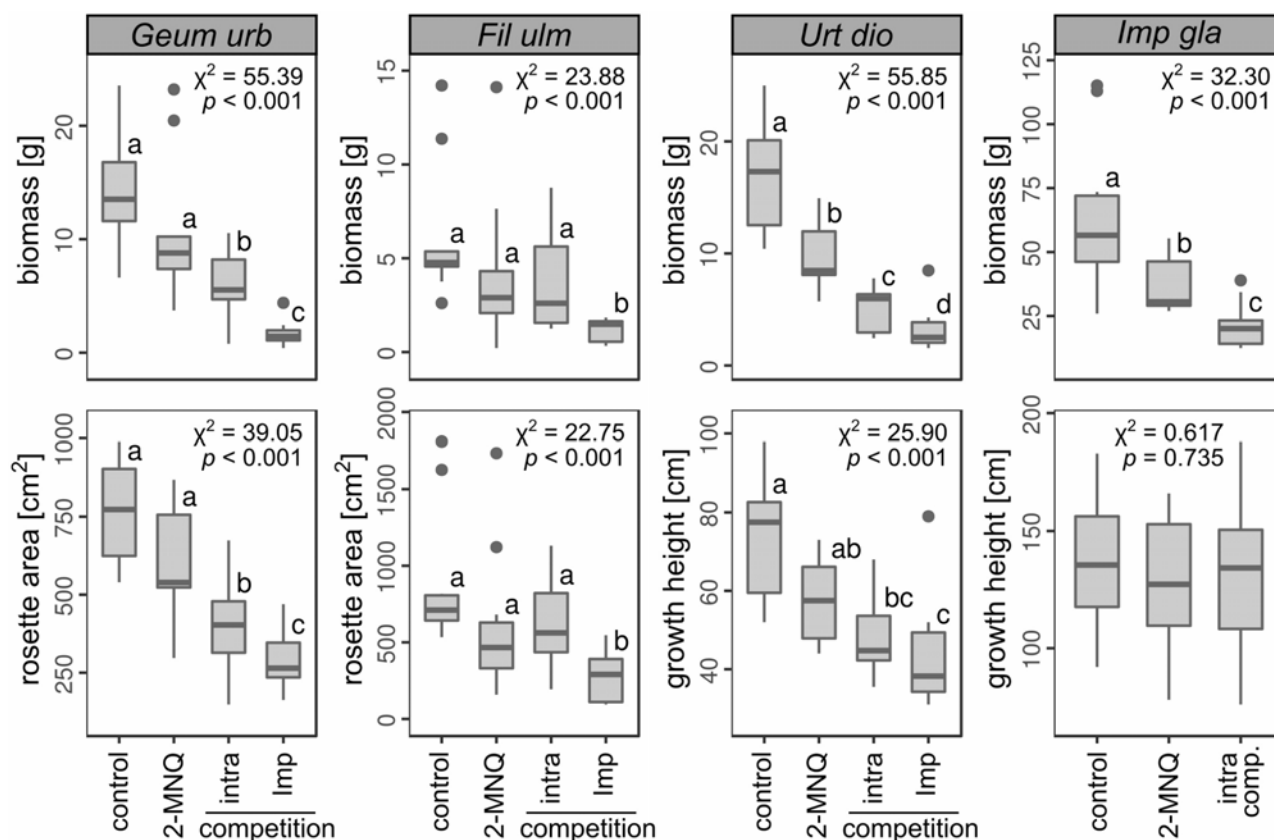 Geum urb
Fil ulm
Urt dio
Imp gla
biomass [g]
0
10
20
χ² = 55.39
p < 0.001
a
a
b
c
biomass [g]
0
5
10
15
χ² = 23.88
p < 0.001
a
a
a
b
biomass [g]
0
10
20
χ² = 55.85
p < 0.001
a
b
c
d
biomass [g]
25
50
75
100
125
χ² = 32.30
p < 0.001
a
b
c
rosette area [cm²]
250
500
750
1000
χ² = 39.05
p < 0.001
a
a
b
c
control
2-MNQ
intra
Imp
competition
rosette area [cm²]
0
500
1000
1500
2000
χ² = 22.75
p < 0.001
a
a
a
b
control
2-MNQ
intra
Imp
competition
growth height [cm]
40
60
80
100
χ² = 25.90
p < 0.001
a
ab
bc
c
control
2-MNQ
intra
Imp
competition
growth height [cm]
100
150
200
χ² = 0.617
p = 0.735
control
2-MNQ
intra
comp.